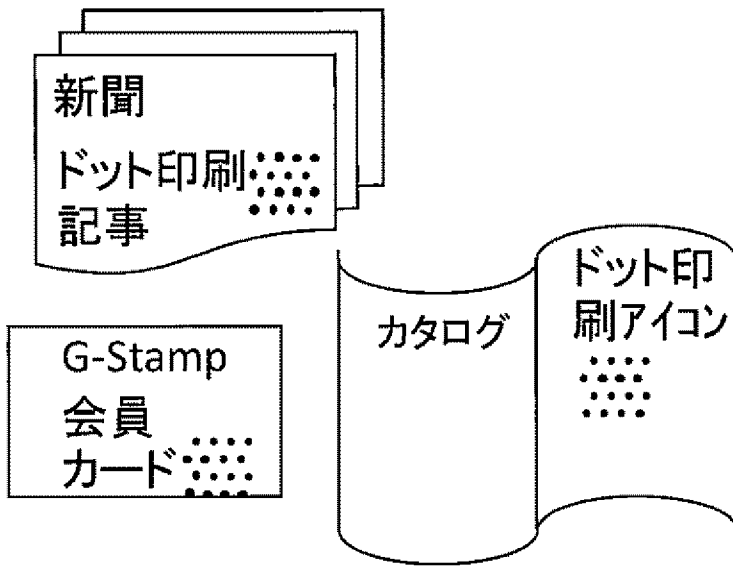 新聞
ドット印刷
記事
G-Stamp
会員
カード
カタログ
ドット印
刷アイコン